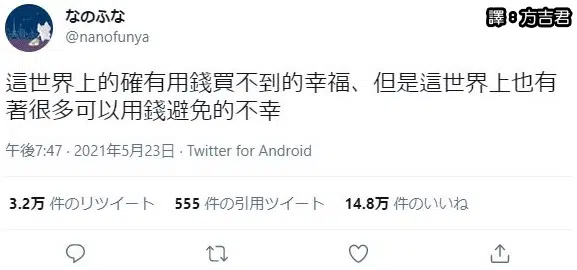 なのふな
@nanofunya
譯:方吉君
這世界上的確有用錢買不到的幸福、但是這世界上也有
著很多可以用錢避免的不幸
午後7:47 · 2021年5月23日 · Twitter for Android
3.2万 件のリツイート 555 件の引用ツイート 14.8万 件のいいね